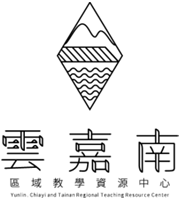 雲嘉南
區域教學資源中心
Yunlin, Chiayi and Tainan Regional Teaching Resource Center